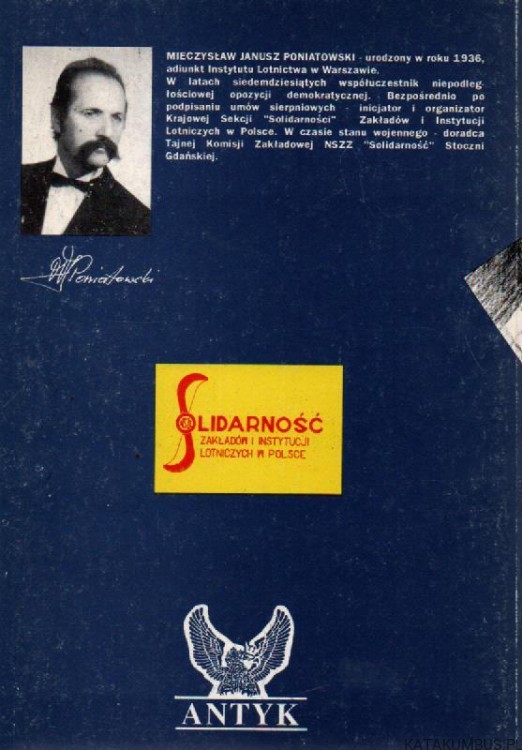 MIECZYSŁAW JANUSZ PONIATOWSKI - urodzony w roku 1936,
adiunkt Instytutu Lotnictwa w Warszawie.
W latach siedemdziesiątych współuczestnik niepodleg-
łościowej opozycji demokratycznej. Bezpośrednio po
podpisaniu umów sierpniowych - inicjator i organizator
Krajowej Sekcji "Solidarności" Zakładów i Instytucji
Lotniczych w Polsce. W czasie stanu wojennego - doradca
Tajnej Komisji Zakładowej NSZZ "Solidarność" Stoczni
Gdańskiej.
Poniatowski
SOLIDARNOŚĆ
ZAKŁADÓW I INSTYTUCJI
LOTNICZYCH W POLSCE
ANTYK
KATAKUMBUS.PL